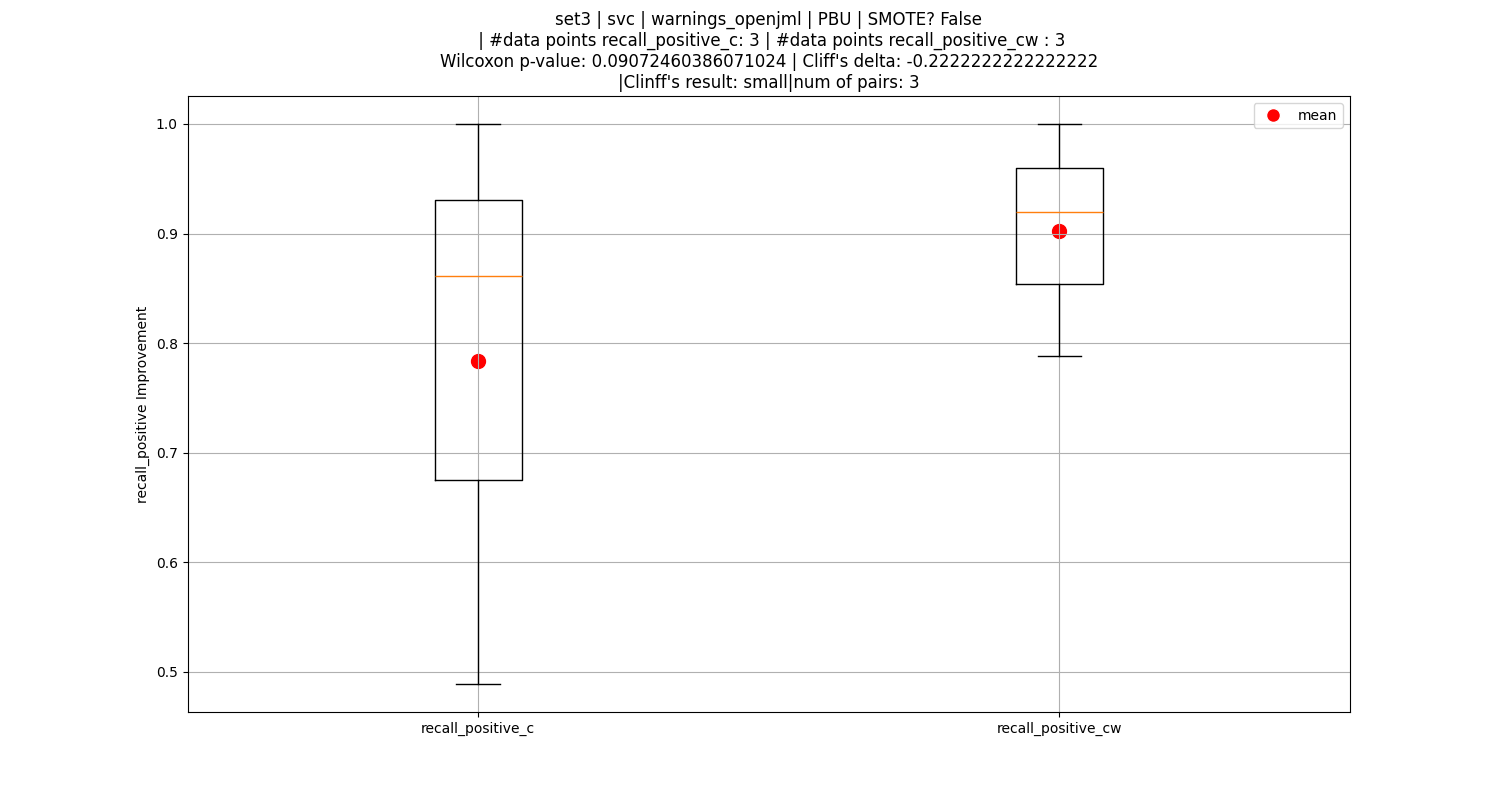 set3 | svc | warnings_openjml | PBU | SMOTE? False
| #data points recall_positive_c: 3 | #data points recall_positive_cw : 3
Wilcoxon p-value: 0.09072460386071024 | Cliff's delta: -0.2222222222222222
|Clinff's result: small|num of pairs: 3
mean
1.0
0.9
0.8
0.7
0.6
0.5
recall_positive Improvement
recall_positive_c
recall_positive_cw